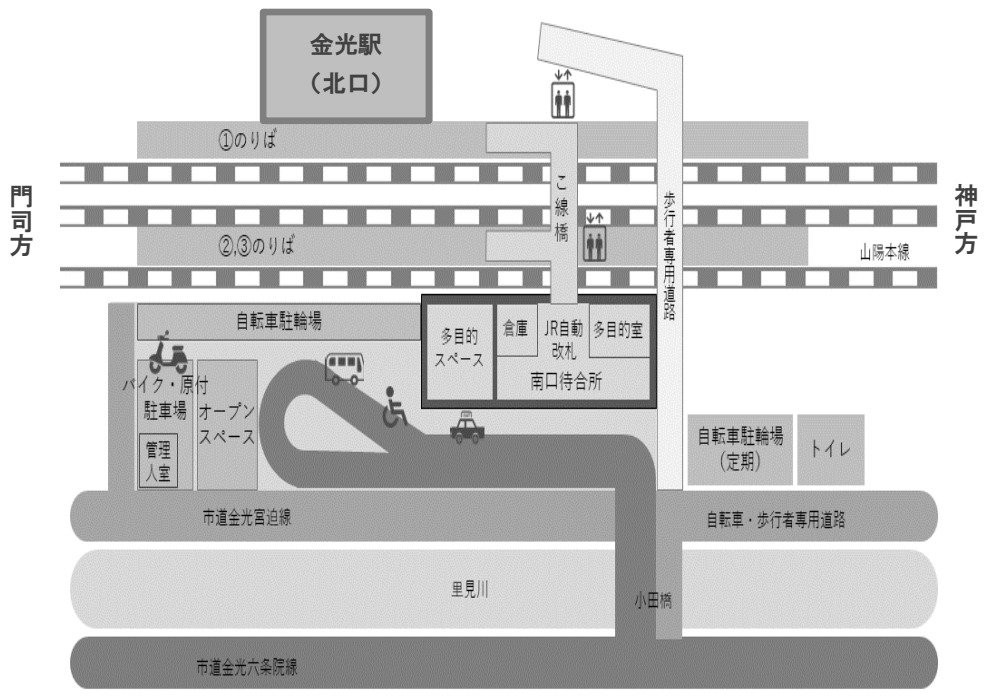 金光駅
（北口）
①のりば
門司方
神戸方
こ線橋
歩行者専用道路
②,③のりば
山陽本線
自転車駐輪場
多目的
スペース
倉庫
JR自動
改札
多目的室
南口待合所
バイク・原付
駐車場
オープン
スペース
管理
人室
自転車駐輪場
(定期)
トイレ
市道金光宮泊線
自転車・歩行者専用道路
里見川
小田橋
市道金光六条院線